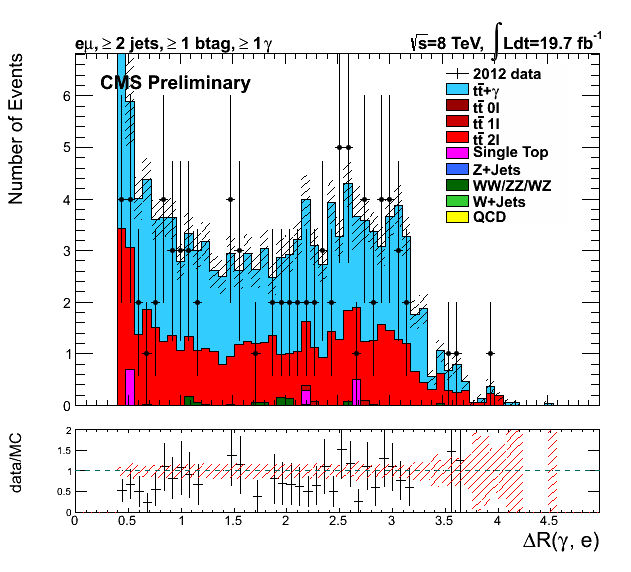 eμ, ≥ 2 jets, ≥ 1 btag, ≥ 1 γ
√s=8 TeV, ∫ Ldt=19.7 fb⁻¹
CMS Preliminary
2012 data
tt̄+γ
tt̄ 0l
tt̄ 1l
tt̄ 2l
Single Top
Z+Jets
WW/ZZ/WZ
W+Jets
QCD
Number of Events
6
5
4
3
2
1
0
data/MC
2
1.5
1
0.5
0
0 0.5 1 1.5 2 2.5 3 3.5 4 4.5
ΔR(γ, e)